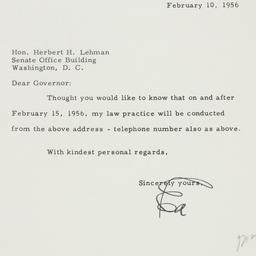 February 10, 1956
Hon. Herbert H. Lehman
Senate Office Building
Washington, D. C.
Dear Governor:
Thought you would like to know that on and after
February 15, 1956, my law practice will be conducted
from the above address - telephone number also as above.
With kindest personal regards,
Sincerely yours,